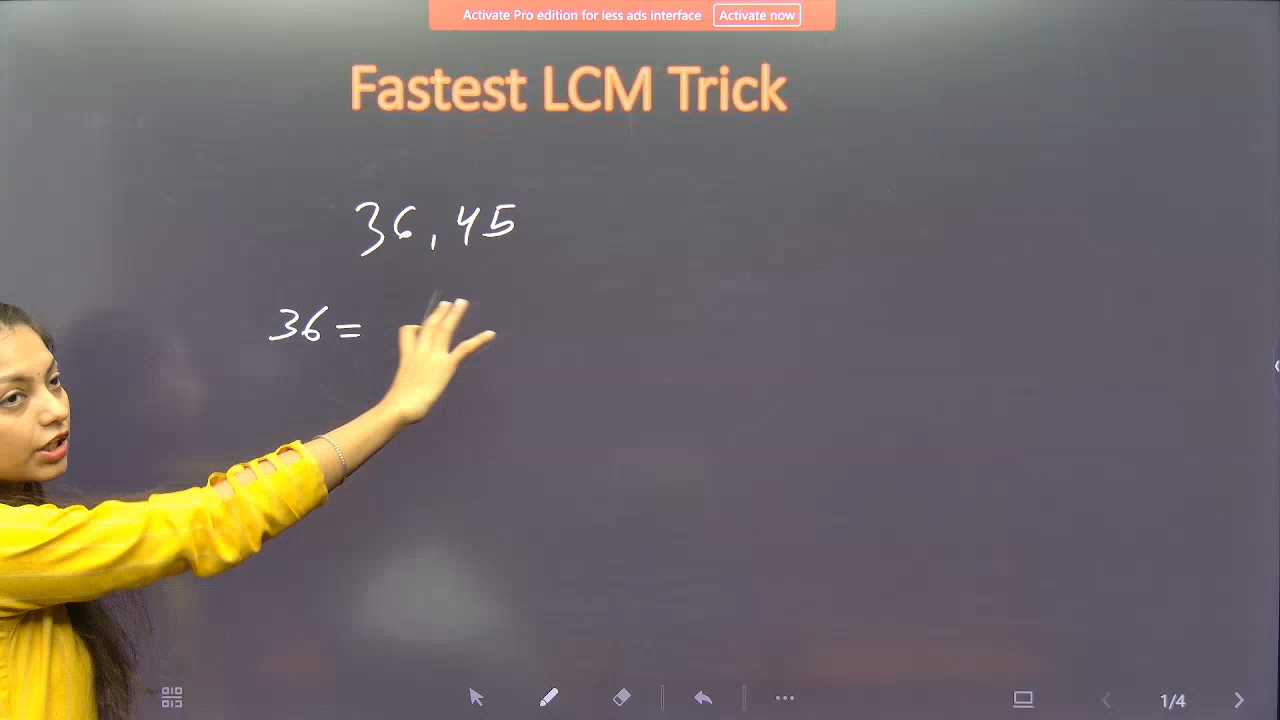 Activate Pro edition for less ads interface Activate now
Fastest LCM Trick
36, 45
36 =
1/4